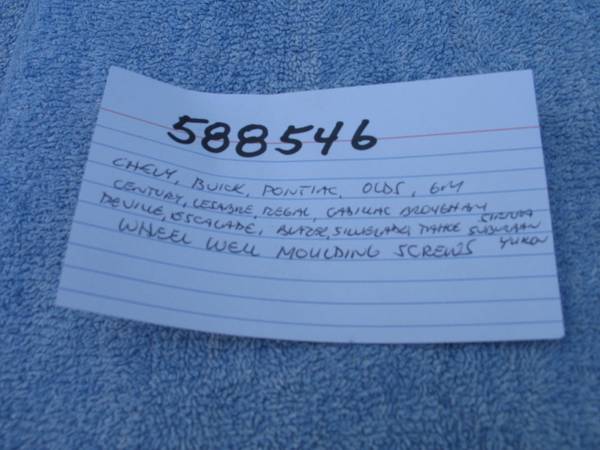 588546
CHEVY, BUICK, PONTIAC, OLDS, GM
CENTURY, LESABRE, REGAL, CADILLAC BROUGHAM
DEVILLE, ESCALADE, BLAZER, SILVERADO, TAHOE SUBURBAN
WHEEL WELL MOULDING SCREWS YUKON